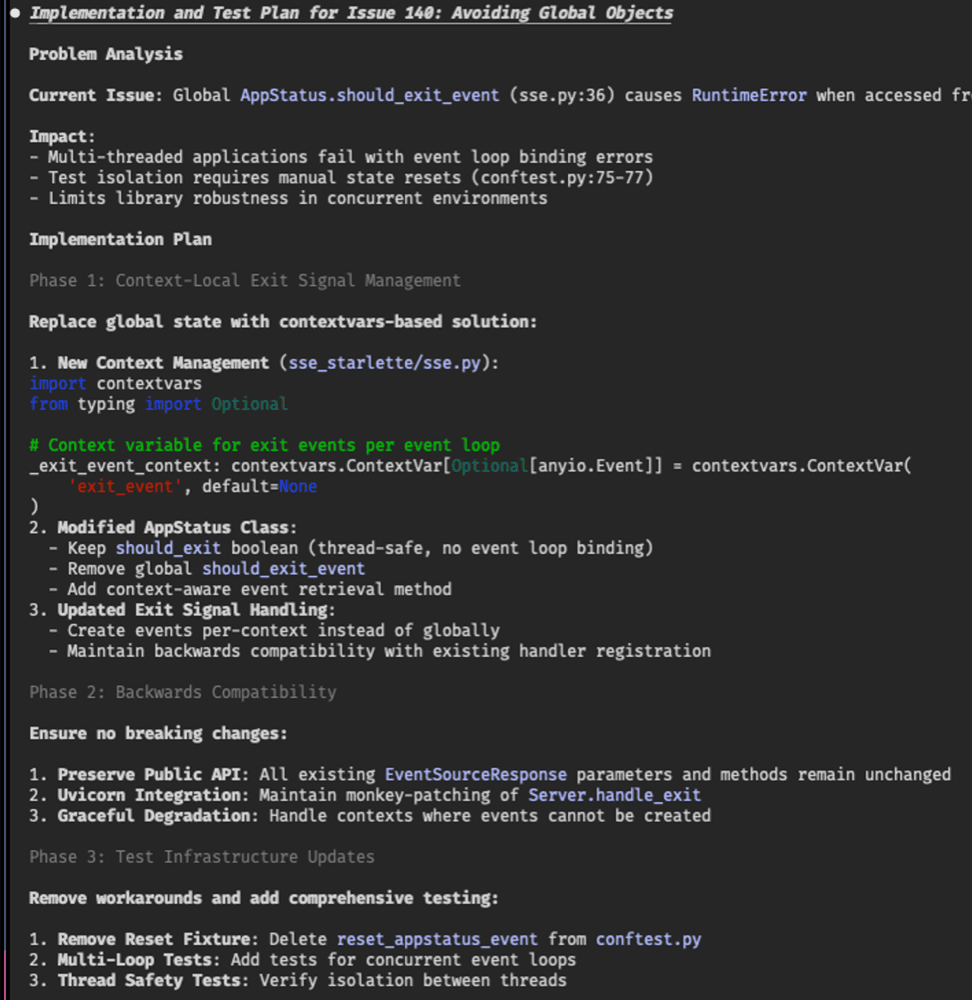 ● Implementation and Test Plan for Issue 140: Avoiding Global Objects
Problem Analysis
Current Issue: Global AppStatus.should_exit_event (sse.py:36) causes RuntimeError when accessed fr
Impact:
- Multi-threaded applications fail with event loop binding errors
- Test isolation requires manual state resets (conftest.py:75-77)
- Limits library robustness in concurrent environments
Implementation Plan
Phase 1: Context-Local Exit Signal Management
Replace global state with contextvars-based solution:
1. New Context Management (sse_starlette/sse.py):
import contextvars
from typing import Optional
# Context variable for exit events per event loop
_exit_event_context: contextvars.ContextVar[Optional[anyio.Event]] = contextvars.ContextVar(
    'exit_event', default=None
)
2. Modified AppStatus Class:
  - Keep should_exit boolean (thread-safe, no event loop binding)
  - Remove global should_exit_event
  - Add context-aware event retrieval method
3. Updated Exit Signal Handling:
  - Create events per-context instead of globally
  - Maintain backwards compatibility with existing handler registration
Phase 2: Backwards Compatibility
Ensure no breaking changes:
1. Preserve Public API: All existing EventSourceResponse parameters and methods remain unchanged
2. Uvicorn Integration: Maintain monkey-patching of Server.handle_exit
3. Graceful Degradation: Handle contexts where events cannot be created
Phase 3: Test Infrastructure Updates
Remove workarounds and add comprehensive testing:
1. Remove Reset Fixture: Delete reset_appstatus_event from conftest.py
2. Multi-Loop Tests: Add tests for concurrent event loops
3. Thread Safety Tests: Verify isolation between threads